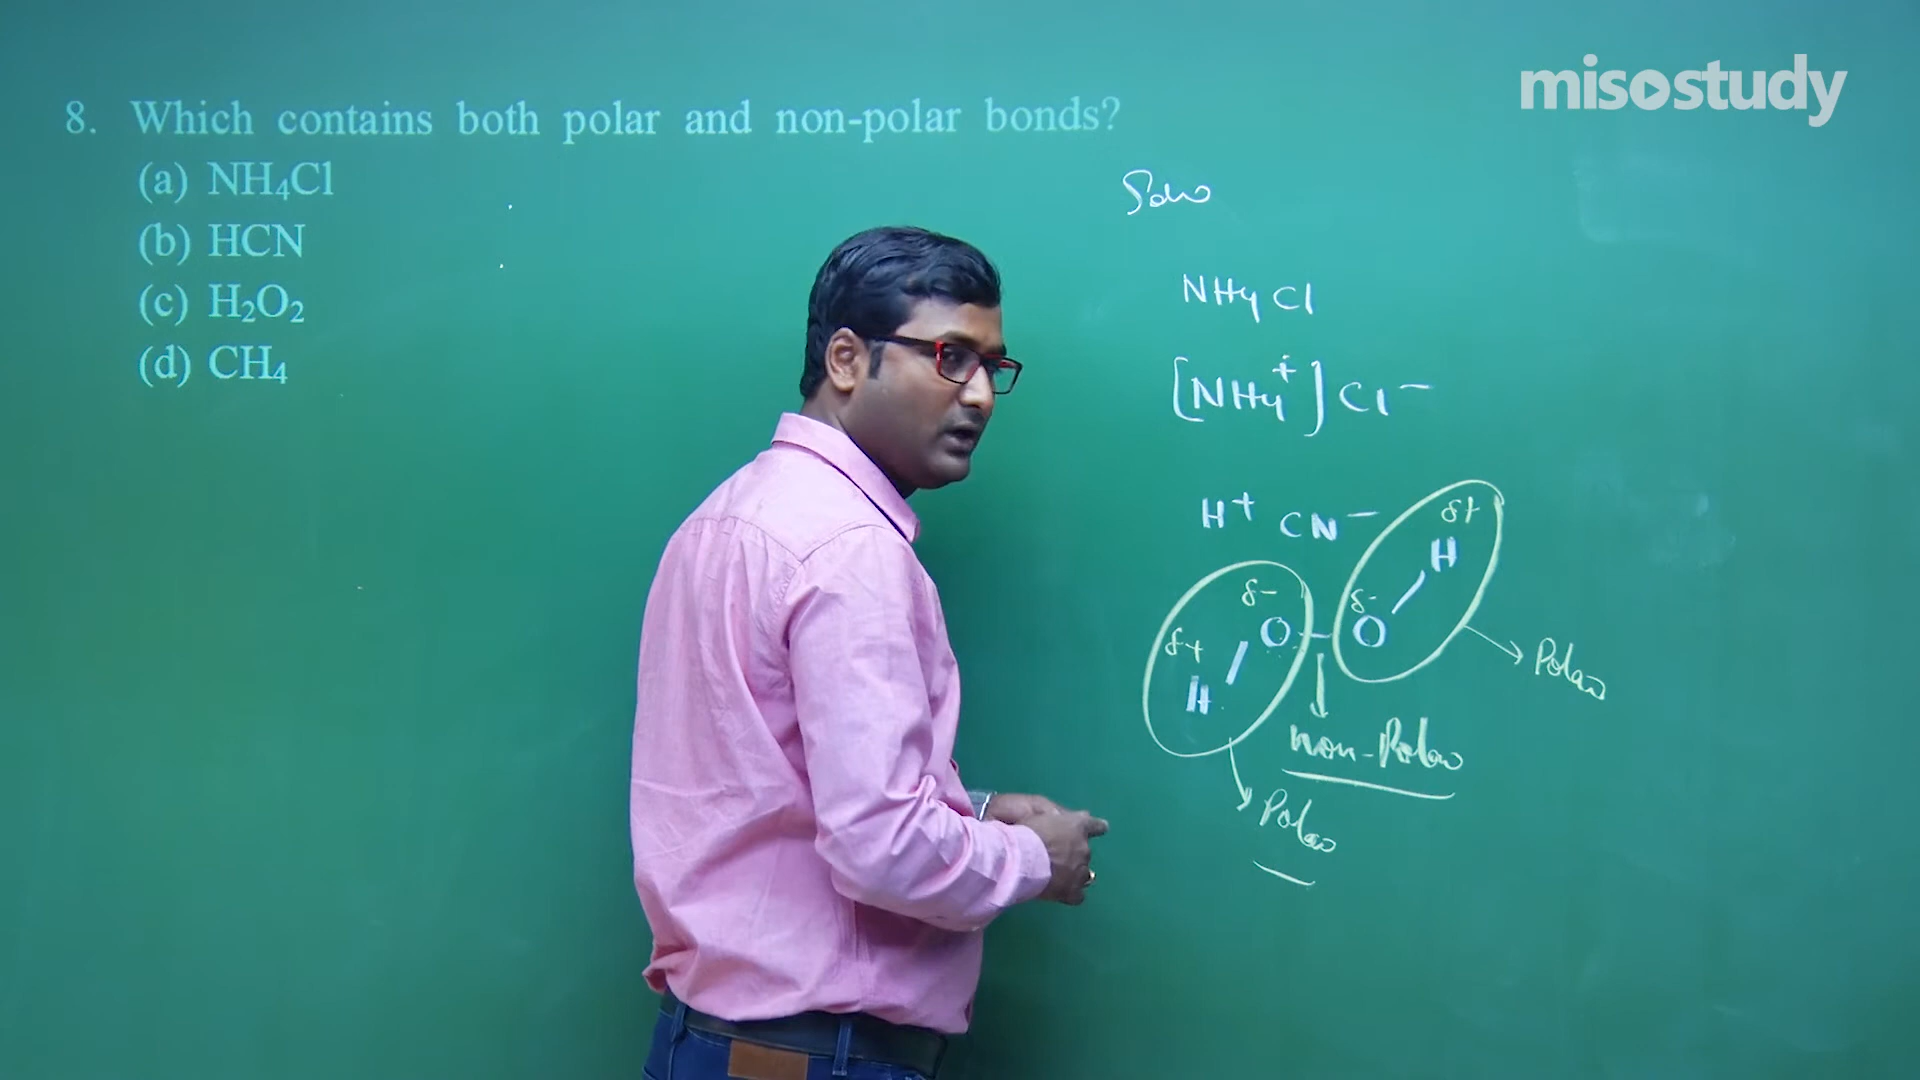 misostudy
8. Which contains both polar and non-polar bonds?
(a) NH₄Cl
(b) HCN
(c) H₂O₂
(d) CH₄
NH4Cl
[NH4⁺] Cl⁻
H⁺ CN⁻
δ+
H
δ- δ-
O - O
δ+
H
Polar
non-Polar
Polar